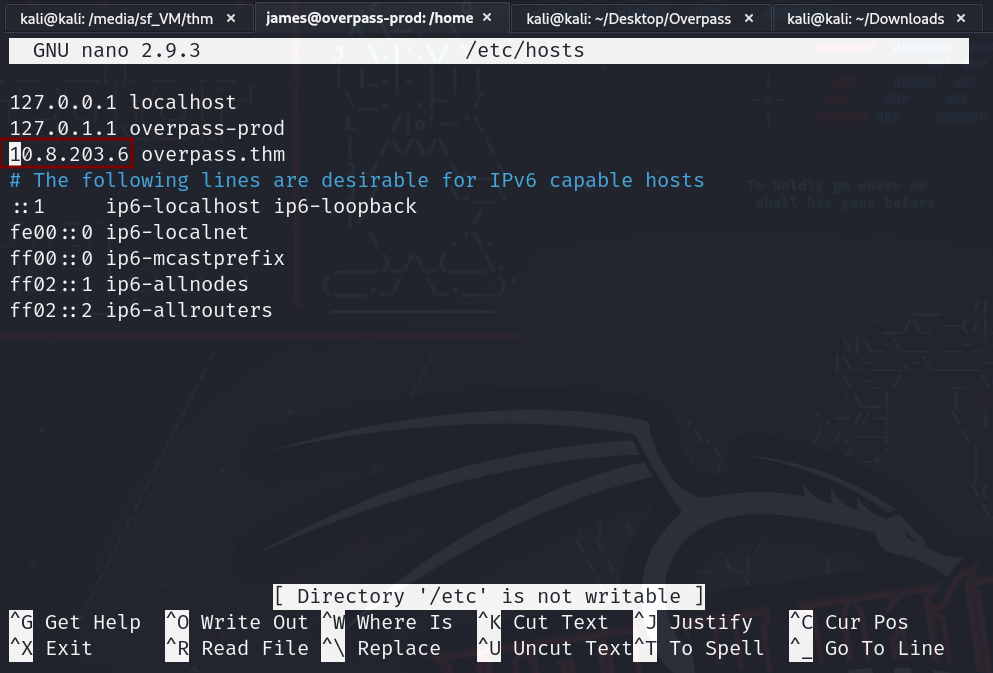 kali@kali: /media/sf_VM/thm × james@overpass-prod: /home × kali@kali: ~/Desktop/Overpass × kali@kali: ~/Downloads ×
GNU nano 2.9.3 /etc/hosts
127.0.0.1 localhost
127.0.1.1 overpass-prod
10.8.203.6 overpass.thm
# The following lines are desirable for IPv6 capable hosts
::1 ip6-localhost ip6-loopback
To boldly go where no
shell has gone before
fe00::0 ip6-localnet
ff00::0 ip6-mcastprefix
ff02::1 ip6-allnodes
ff02::2 ip6-allrouters
[ Directory '/etc' is not writable ]
^G Get Help ^O Write Out ^W Where Is ^K Cut Text ^J Justify ^C Cur Pos
^X Exit ^R Read File ^\ Replace ^U Uncut Text ^T To Spell ^_ Go To Line